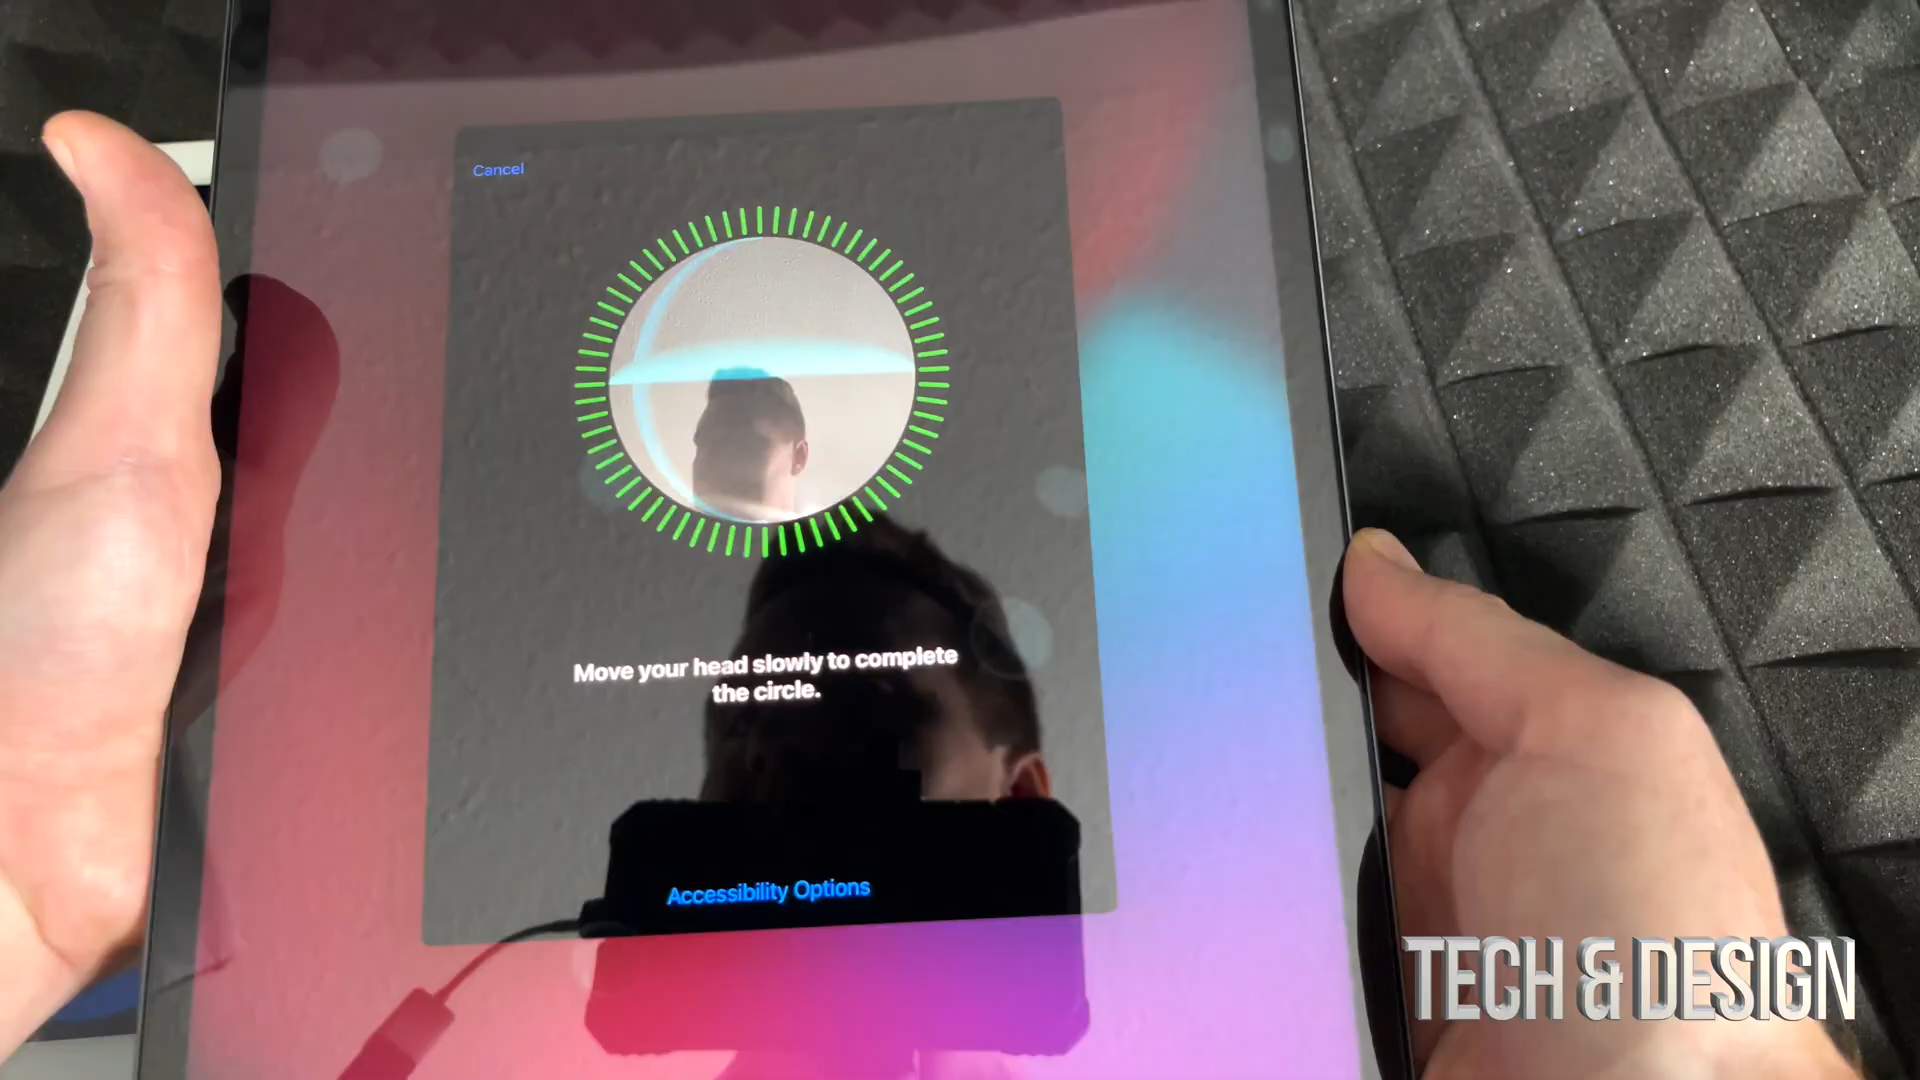 Cancel
Move your head slowly to complete
the circle.
Accessibility Options
TECH & DESIGN